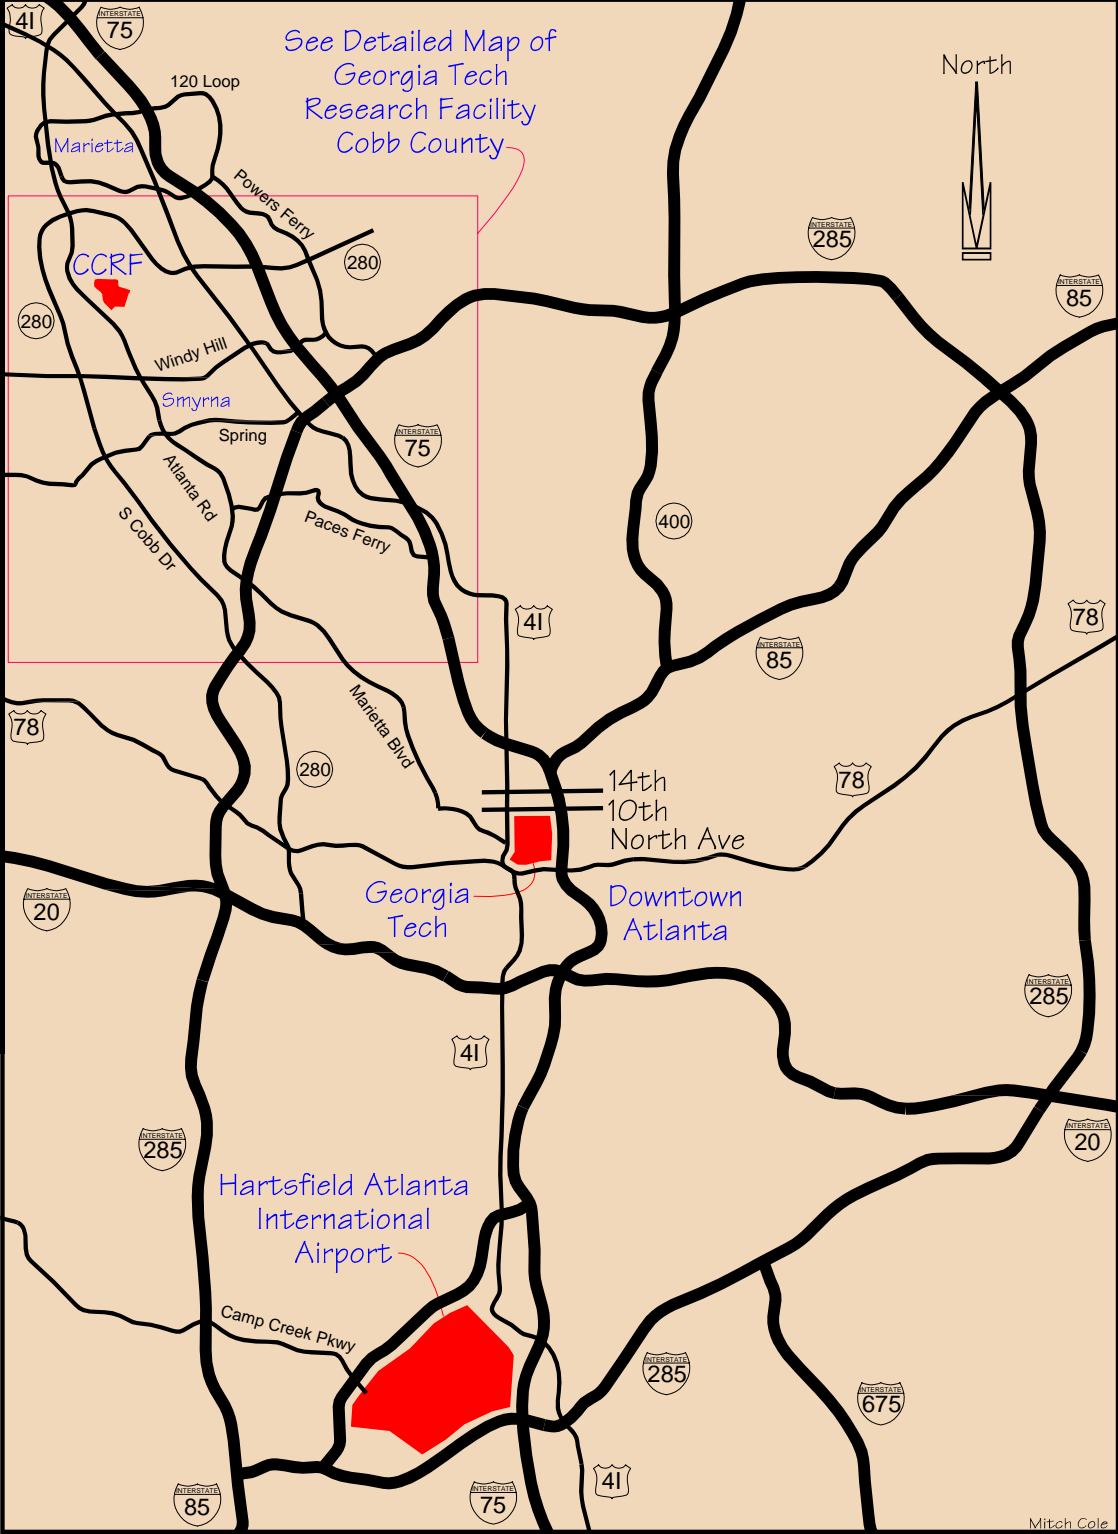 41
INTERSTATE
75
See Detailed Map of
Georgia Tech
Research Facility
Cobb County
North
120 Loop
Marietta
Powers Ferry
280
INTERSTATE
285
INTERSTATE
85
CCRF
280
Windy Hill
Smyrna
Spring
INTERSTATE
75
Atlanta Rd
S Cobb Dr
Paces Ferry
400
41
78
INTERSTATE
85
78
Marietta Blvd
280
14th
10th
North Ave
78
INTERSTATE
20
Georgia
Tech
Downtown
Atlanta
INTERSTATE
285
41
INTERSTATE
285
INTERSTATE
20
Hartsfield Atlanta
International
Airport
Camp Creek Pkwy
INTERSTATE
285
INTERSTATE
675
INTERSTATE
85
INTERSTATE
75
41
Mitch Cole